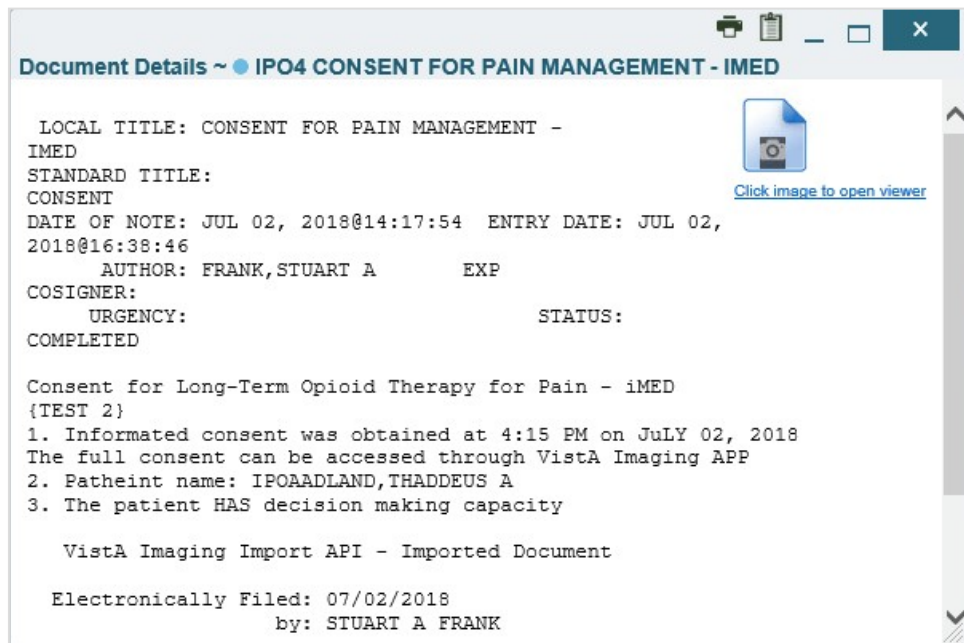 Document Details ~ IPO4 CONSENT FOR PAIN MANAGEMENT - IMED
LOCAL TITLE: CONSENT FOR PAIN MANAGEMENT -
IMED
STANDARD TITLE:
CONSENT
Click image to open viewer
DATE OF NOTE: JUL 02, 2018@14:17:54 ENTRY DATE: JUL 02,
2018@16:38:46
AUTHOR: FRANK,STUART A EXP
COSIGNER:
URGENCY: STATUS:
COMPLETED
Consent for Long-Term Opioid Therapy for Pain - iMED
{TEST 2}
1. Informated consent was obtained at 4:15 PM on JuLY 02, 2018
The full consent can be accessed through VistA Imaging APP
2. Patheint name: IPOAADLAND,THADDEUS A
3. The patient HAS decision making capacity
VistA Imaging Import API - Imported Document
Electronically Filed: 07/02/2018
by: STUART A FRANK